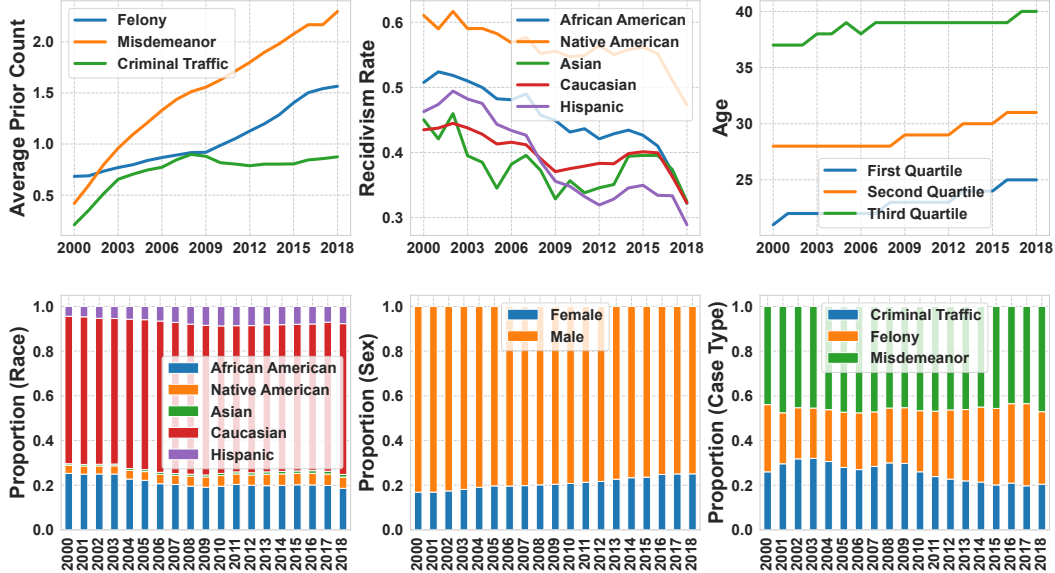 Average Prior Count
2.0
1.5
1.0
0.5
Felony
Misdemeanor
Criminal Traffic
2000 2003 2006 2009 2012 2015 2018
Recidivism Rate
0.6
0.5
0.4
0.3
African American
Native American
Asian
Caucasian
Hispanic
2000 2003 2006 2009 2012 2015 2018
Age
40
35
30
25
First Quartile
Second Quartile
Third Quartile
2000 2003 2006 2009 2012 2015 2018
Proportion (Race)
1.0
0.8
0.6
0.4
0.2
0.0
African American
Native American
Asian
Caucasian
Hispanic
2000 2001 2002 2003 2004 2005 2006 2007 2008 2009 2010 2011 2012 2013 2014 2015 2016 2017 2018
Proportion (Sex)
1.0
0.8
0.6
0.4
0.2
0.0
Female
Male
2000 2001 2002 2003 2004 2005 2006 2007 2008 2009 2010 2011 2012 2013 2014 2015 2016 2017 2018
Proportion (Case Type)
1.0
0.8
0.6
0.4
0.2
0.0
Criminal Traffic
Felony
Misdemeanor
2000 2001 2002 2003 2004 2005 2006 2007 2008 2009 2010 2011 2012 2013 2014 2015 2016 2017 2018